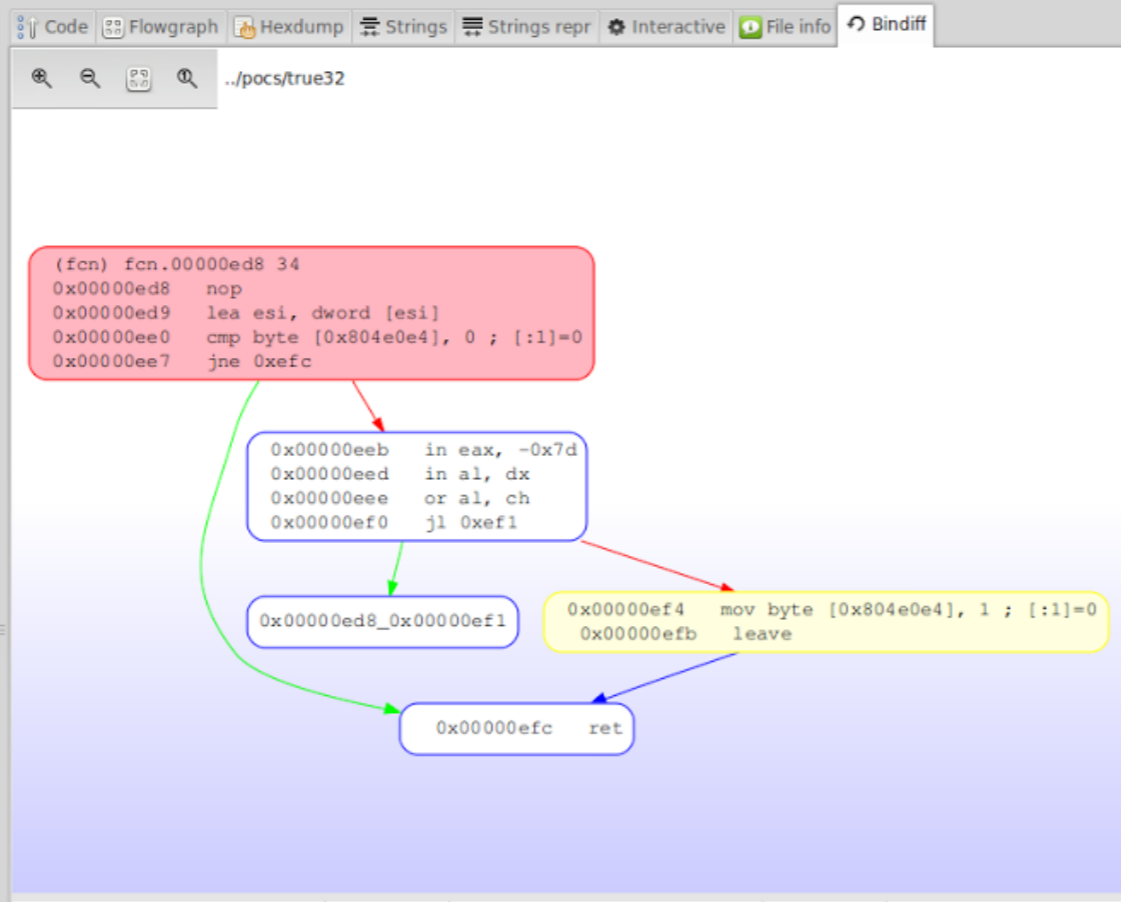 Code Flowgraph Hexdump Strings Strings repr Interactive File info Bindiff
../pocs/true32
(fcn) fcn.00000ed8 34
0x00000ed8 nop
0x00000ed9 lea esi, dword [esi]
0x00000ee0 cmp byte [0x804e0e4], 0 ; [:1]=0
0x00000ee7 jne 0xefc
0x00000eeb in eax, -0x7d
0x00000eed in al, dx
0x00000eee or al, ch
0x00000ef0 jl 0xef1
0x00000ed8_0x00000ef1
0x00000ef4 mov byte [0x804e0e4], 1 ; [:1]=0
0x00000efb leave
0x00000efc ret